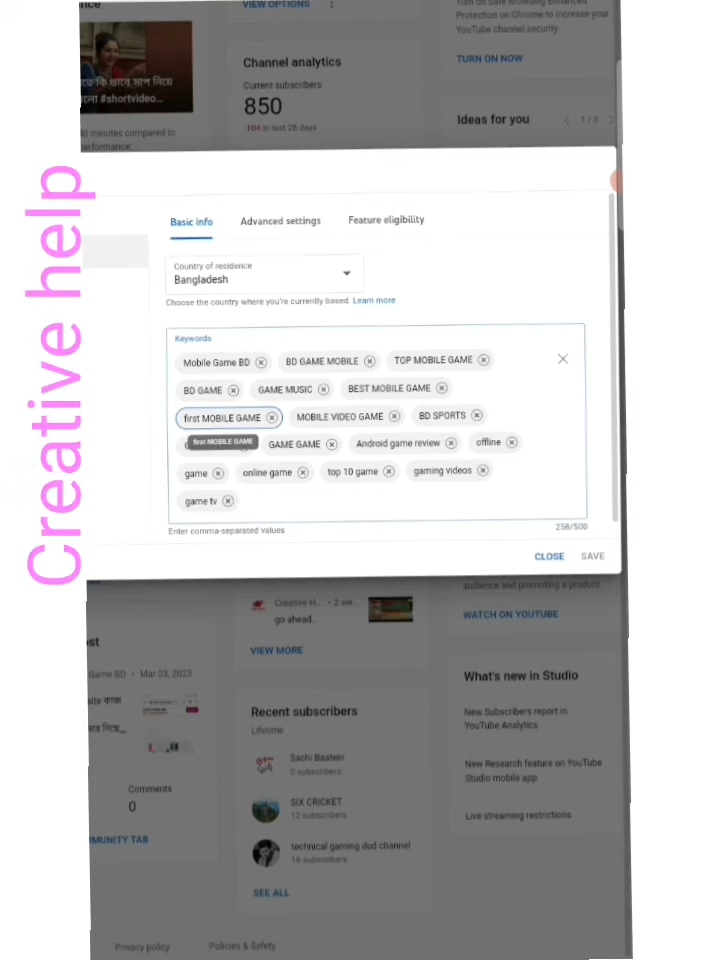 VIEW OPTIONS
Turn on Safe Browsing Enhanced
Protection on Chrome to increase your
YouTube channel security
TURN ON NOW
Channel analytics
Current subscribers
850
-104 in last 28 days
Ideas for you
1 / 3
#shortvideo...
minutes compared to
Creative help
Basic info
Advanced settings
Feature eligibility
Country of residence
Bangladesh
Choose the country where you're currently based. Learn more
Keywords
Mobile Game BD
BD GAME MOBILE
TOP MOBILE GAME
BD GAME
GAME MUSIC
BEST MOBILE GAME
first MOBILE GAME
MOBILE VIDEO GAME
BD SPORTS
first MOBILE GAME
GAME GAME
Android game review
offline
game
online game
top 10 game
gaming videos
game tv
Enter comma-separated values
258/500
CLOSE
SAVE
audience and promoting a product.
WATCH ON YOUTUBE
Creative H... • 2 wo...
go ahead..
VIEW MORE
Game BD • Mar 23, 2023
Comments
0
Recent subscribers
Lifetime
Sachi Baatein
0 subscribers
SIX CRICKET
12 subscribers
technical gaming dud channel
16 subscribers
SEE ALL
What's new in Studio
New Subscribers report in
YouTube Analytics
New Research feature on YouTube
Studio mobile app
Live streaming restrictions
Privacy policy
Policies & Safety